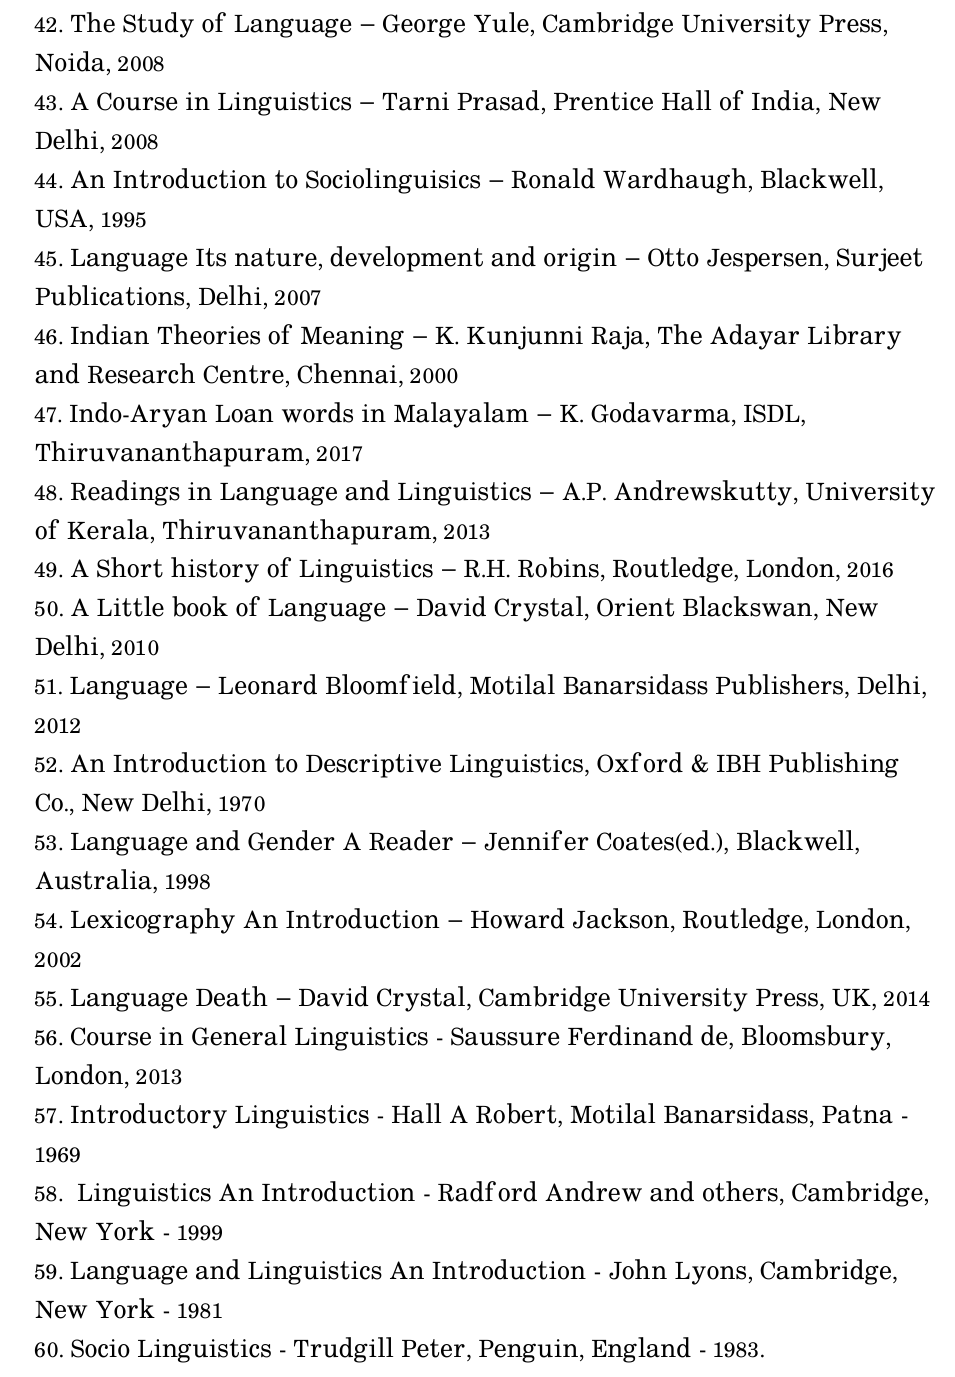 42. The Study of Language – George Yule, Cambridge University Press,
Noida, 2008
43. A Course in Linguistics – Tarni Prasad, Prentice Hall of India, New
Delhi, 2008
44. An Introduction to Sociolinguisics – Ronald Wardhaugh, Blackwell,
USA, 1995
45. Language Its nature, development and origin – Otto Jespersen, Surjeet
Publications, Delhi, 2007
46. Indian Theories of Meaning – K. Kunjunni Raja, The Adayar Library
and Research Centre, Chennai, 2000
47. Indo-Aryan Loan words in Malayalam – K. Godavarma, ISDL,
Thiruvananthapuram, 2017
48. Readings in Language and Linguistics – A.P. Andrewskutty, University
of Kerala, Thiruvananthapuram, 2013
49. A Short history of Linguistics – R.H. Robins, Routledge, London, 2016
50. A Little book of Language – David Crystal, Orient Blackswan, New
Delhi, 2010
51. Language – Leonard Bloomfield, Motilal Banarsidass Publishers, Delhi,
2012
52. An Introduction to Descriptive Linguistics, Oxford & IBH Publishing
Co., New Delhi, 1970
53. Language and Gender A Reader – Jennifer Coates(ed.), Blackwell,
Australia, 1998
54. Lexicography An Introduction – Howard Jackson, Routledge, London,
2002
55. Language Death – David Crystal, Cambridge University Press, UK, 2014
56. Course in General Linguistics - Saussure Ferdinand de, Bloomsbury,
London, 2013
57. Introductory Linguistics - Hall A Robert, Motilal Banarsidass, Patna -
1969
58.  Linguistics An Introduction - Radford Andrew and others, Cambridge,
New York - 1999
59. Language and Linguistics An Introduction - John Lyons, Cambridge,
New York - 1981
60. Socio Linguistics - Trudgill Peter, Penguin, England - 1983.